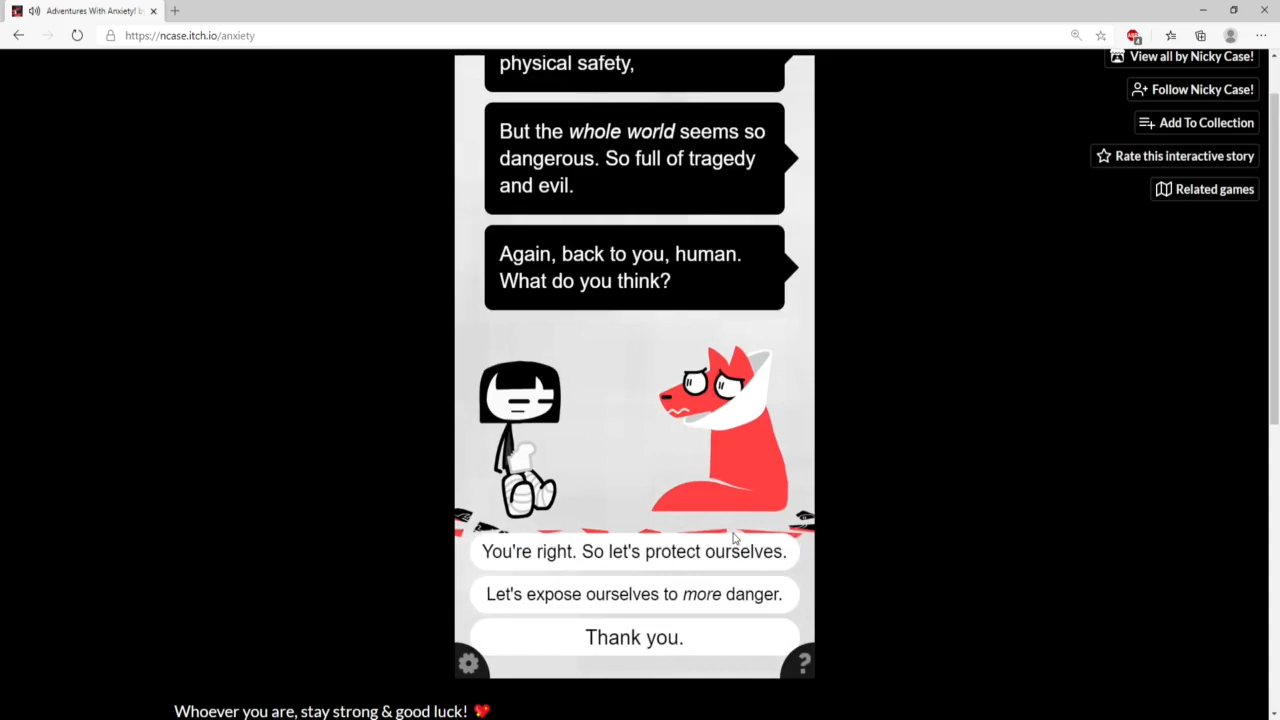 Adventures With Anxiety! b
https://ncase.itch.io/anxiety
4
View all by Nicky Case!
Follow Nicky Case!
Add To Collection
Rate this interactive story
Related games
physical safety,
But the whole world seems so
dangerous. So full of tragedy
and evil.
Again, back to you, human.
What do you think?
You're right. So let's protect ourselves.
Let's expose ourselves to more danger.
Thank you.
?
Whoever you are, stay strong & good luck! 💖